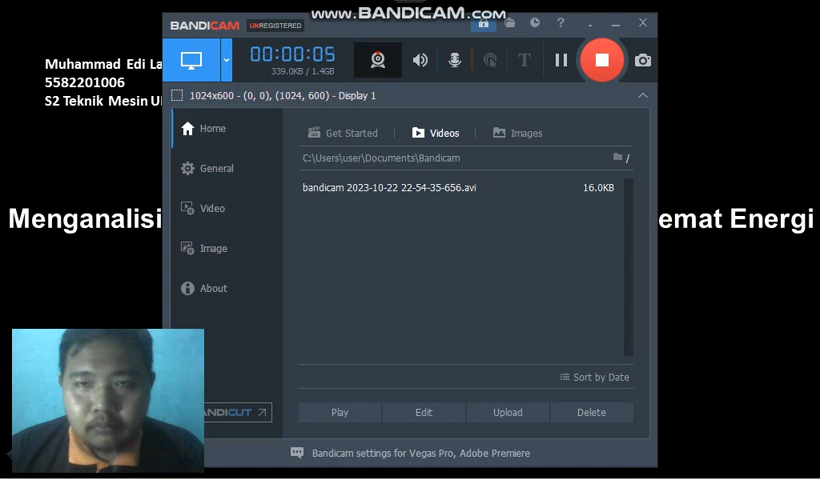 www.BANDICAM.com
BANDICAM UNREGISTERED
00:00:05
339.0KB / 1.4GB
Muhammad Edi
5582201006
S2 Teknik Mesin
1024x600 - (0, 0), (1024, 600) - Display 1
Home
General
Video
Image
About
Get Started
Videos
Images
C:\Users\user\Documents\Bandicam
/
bandicam 2023-10-22 22-54-35-656.avi 16.0KB
Menganalisi
emat Energi
Sort by Date
ANDICUT
Play
Edit
Upload
Delete
Bandicam settings for Vegas Pro, Adobe Premiere